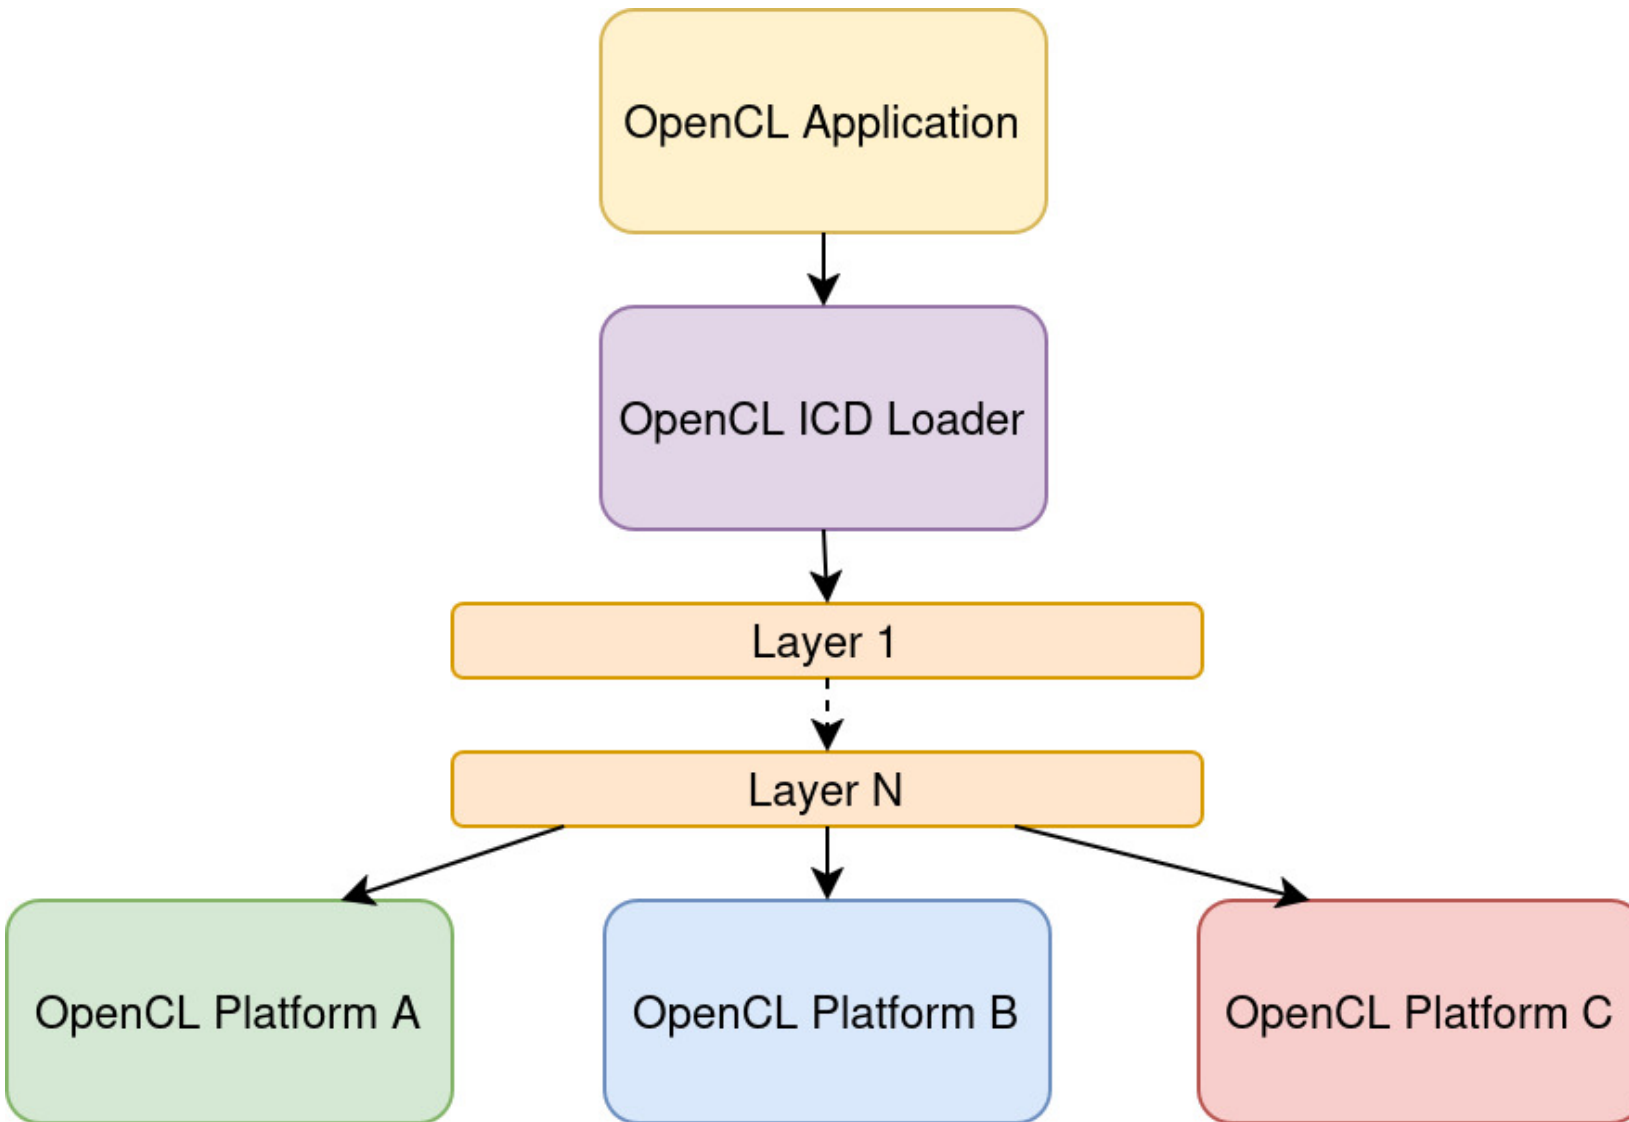 OpenCL Application
OpenCL ICD Loader
Layer 1
Layer N
OpenCL Platform A
OpenCL Platform B
OpenCL Platform C